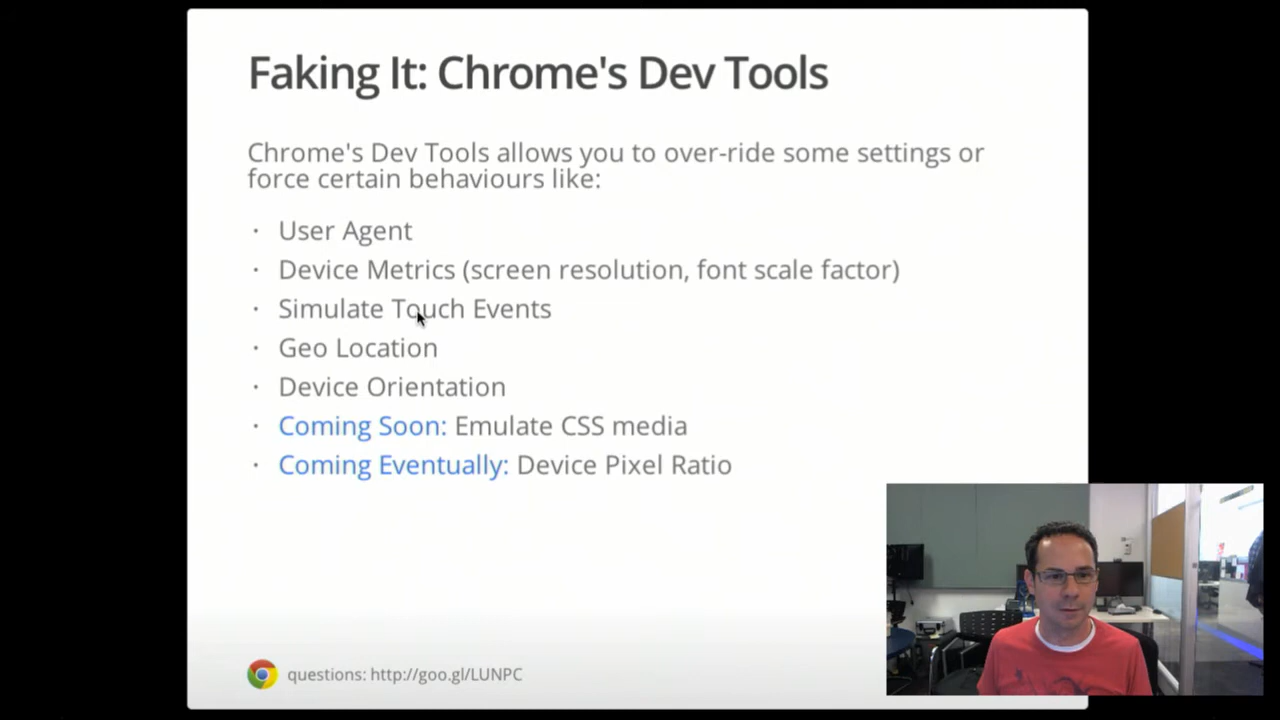 Faking It: Chrome's Dev Tools
Chrome's Dev Tools allows you to over-ride some settings or
force certain behaviours like:
· User Agent
· Device Metrics (screen resolution, font scale factor)
· Simulate Touch Events
· Geo Location
· Device Orientation
· Coming Soon: Emulate CSS media
· Coming Eventually: Device Pixel Ratio
questions: http://goo.gl/LUNPC